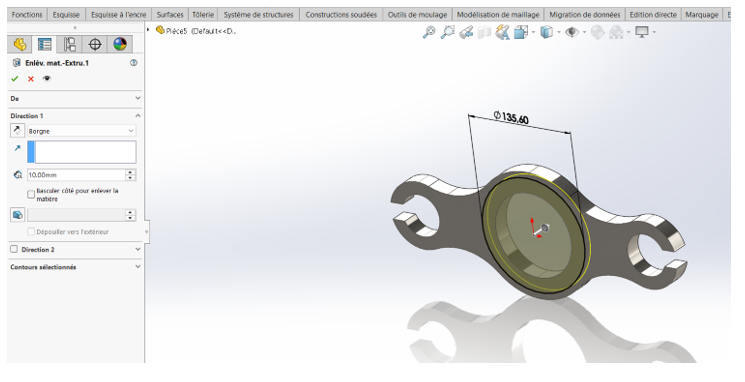 Fonctions Esquisse Esquisse à l'encre Surfaces Tôlerie Système de structures Constructions soudées Outils de moulage Modélisation de maillage Migration de données Edition directe Marquage E
Pièce5 (Default<<D...
Enlèv. mat.-Extru.1
De
Direction 1
Borgne
10.00mm
Basculer côté pour enlever la
matière
Dépouiller vers l'extérieur
Direction 2
Contours sélectionnés
Ø135.60